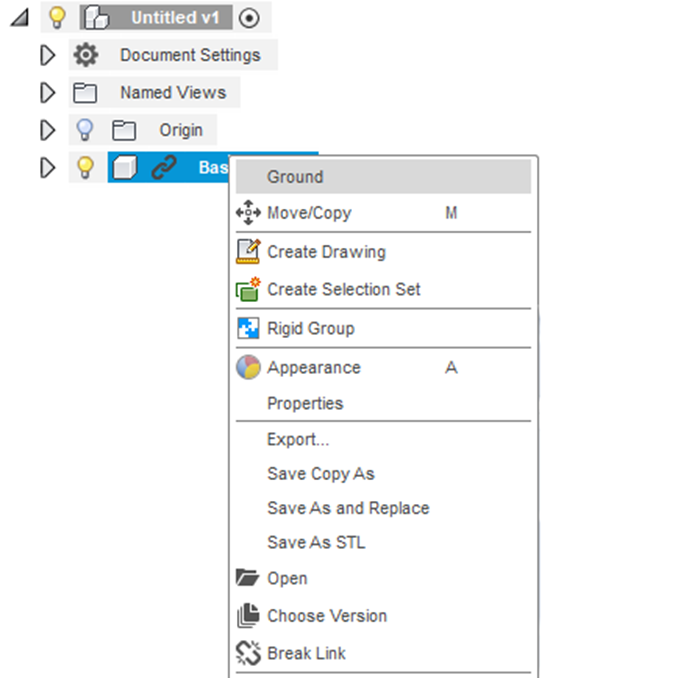 Untitled v1
Document Settings
Named Views
Origin
Bas
Ground
Move/Copy M
Create Drawing
Create Selection Set
Rigid Group
Appearance A
Properties
Export...
Save Copy As
Save As and Replace
Save As STL
Open
Choose Version
Break Link